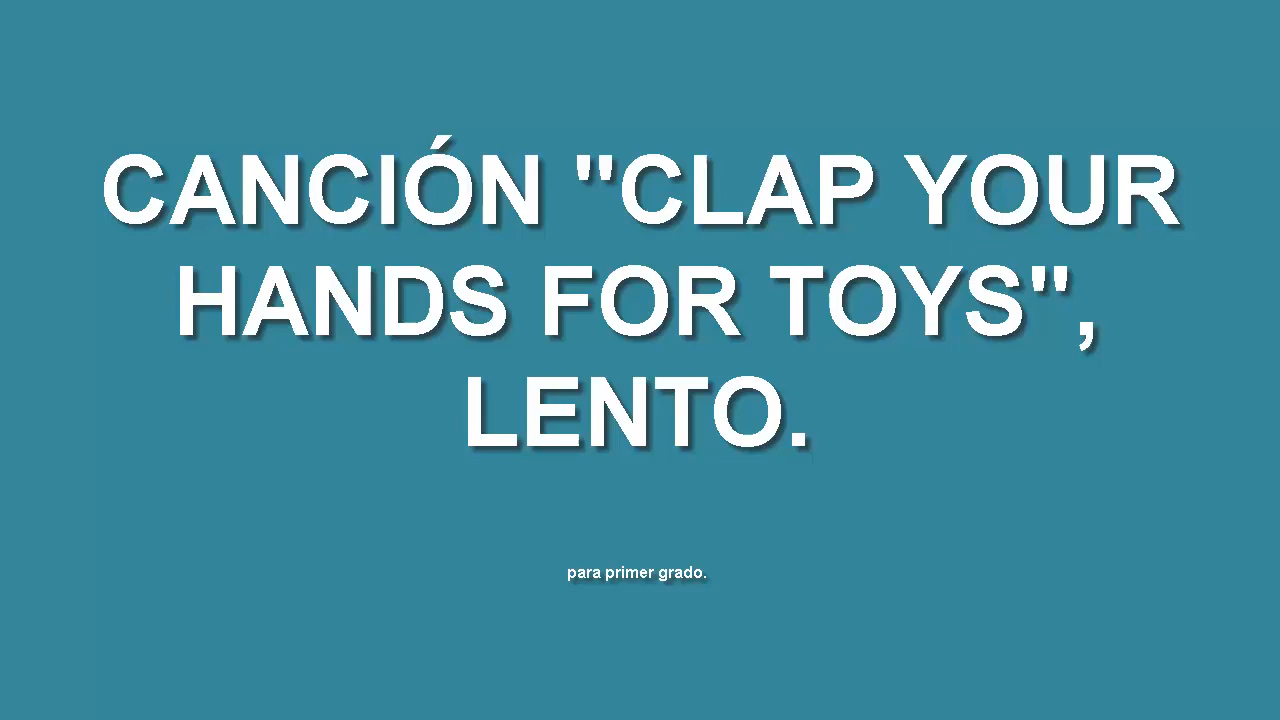 CANCIÓN "CLAP YOUR
HANDS FOR TOYS",
LENTO.
para primer grado.